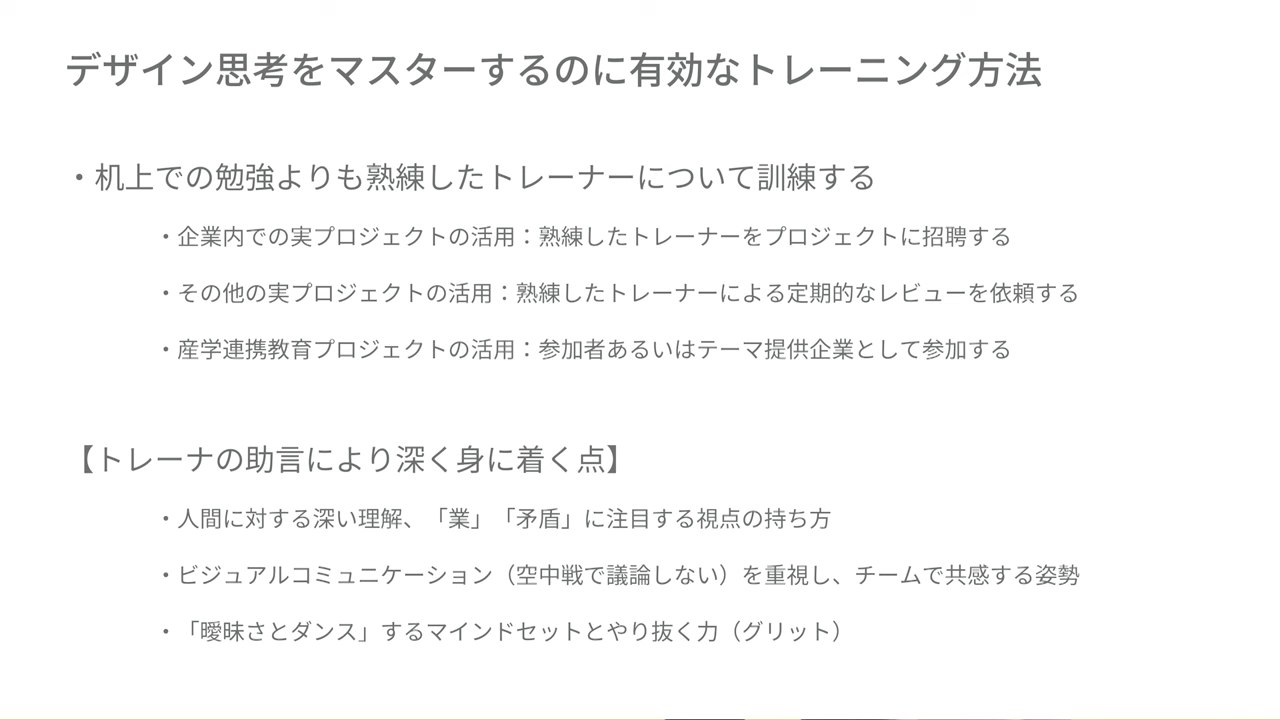 デザイン思考をマスターするのに有効なトレーニング方法
・机上での勉強よりも熟練したトレーナーについて訓練する
・企業内での実プロジェクトの活用：熟練したトレーナーをプロジェクトに招聘する
・その他の実プロジェクトの活用：熟練したトレーナーによる定期的なレビューを依頼する
・産学連携教育プロジェクトの活用：参加者あるいはテーマ提供企業として参加する
【トレーナの助言により深く身に着く点】
・人間に対する深い理解、「業」「矛盾」に注目する視点の持ち方
・ビジュアルコミュニケーション（空中戦で議論しない）を重視し、チームで共感する姿勢
・「曖昧さとダンス」するマインドセットとやり抜く力（グリット）